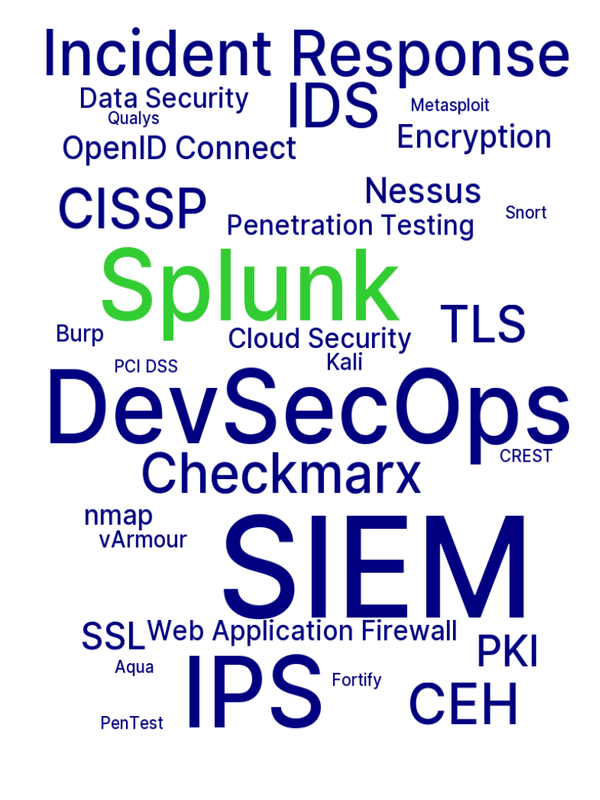 Incident Response
Data Security
IDS
Metasploit
Qualys
Encryption
OpenID Connect
CISSP
Nessus
Snort
Penetration Testing
Splunk
TLS
Burp
Cloud Security
Kali
PCI DSS
DevSecOps
CREST
Checkmarx
nmap
vArmour
SIEM
SSL
Web Application Firewall
PKI
Aqua
IPS
Fortify
CEH
PenTest